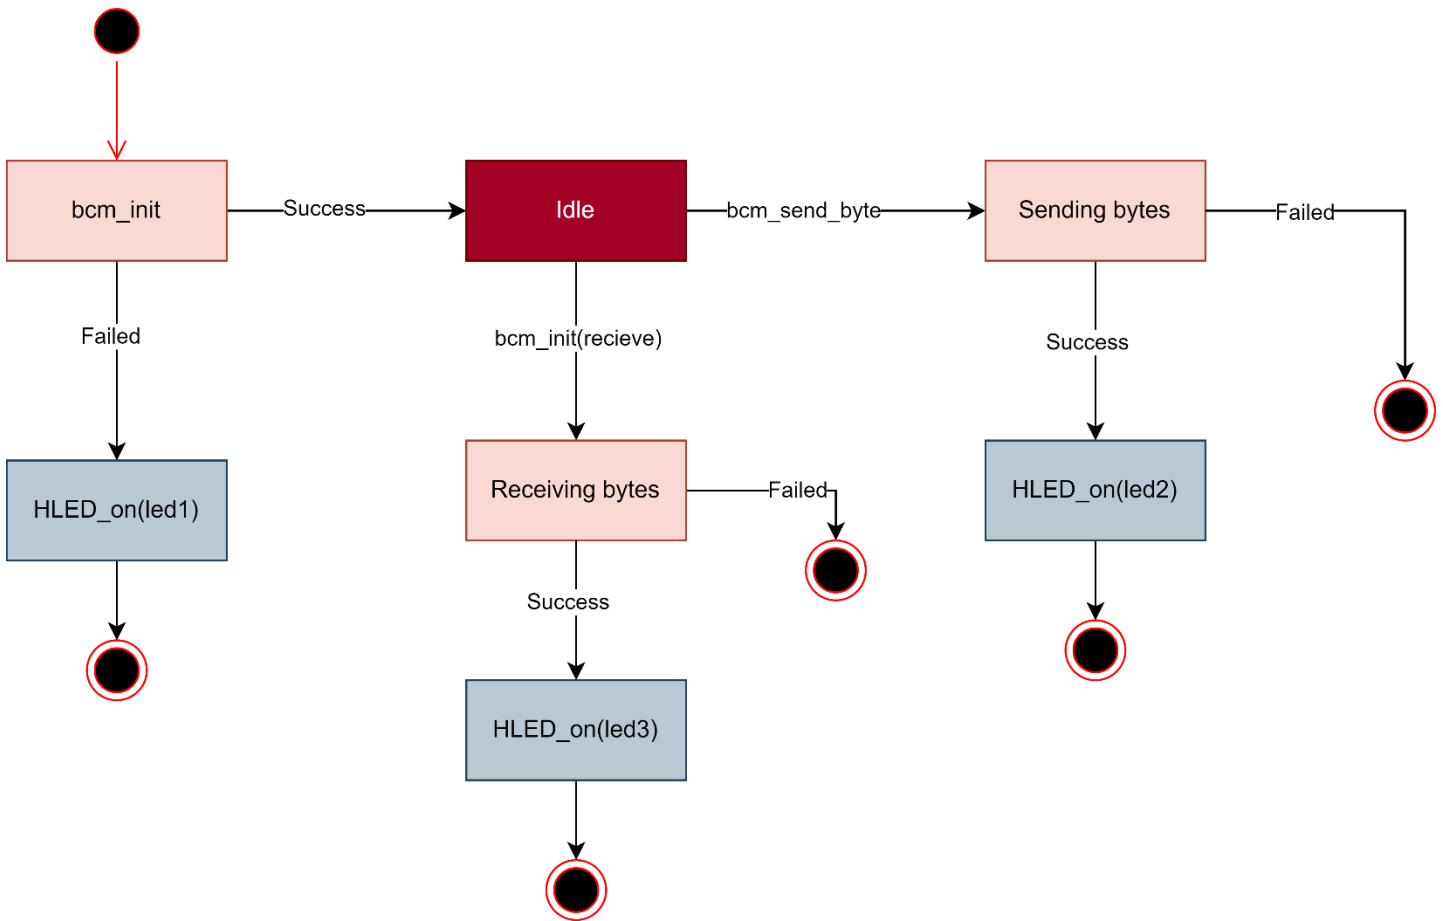 bcm_init
Success
Idle
bcm_send_byte
Sending bytes
Failed
Failed
bcm_init(recieve)
Success
HLED_on(led1)
Receiving bytes
Failed
HLED_on(led2)
Success
HLED_on(led3)